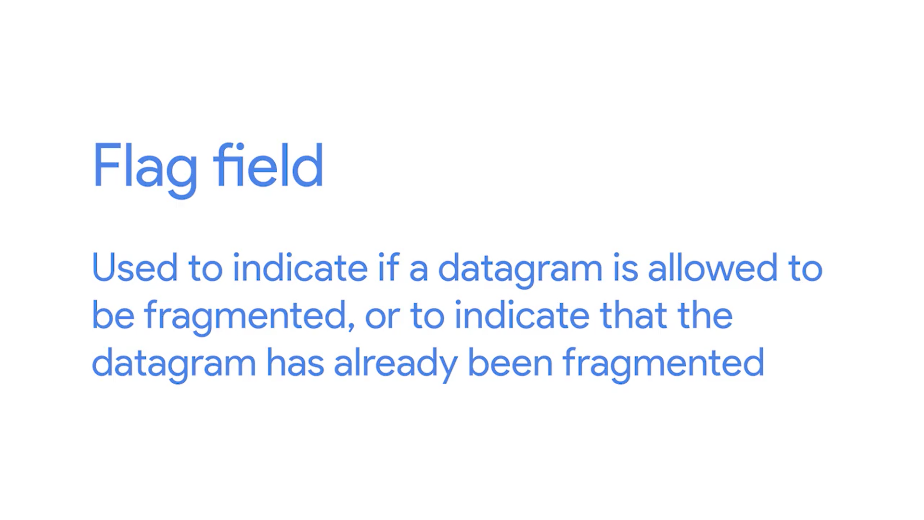 Flag field
Used to indicate if a datagram is allowed to
be fragmented, or to indicate that the
datagram has already been fragmented